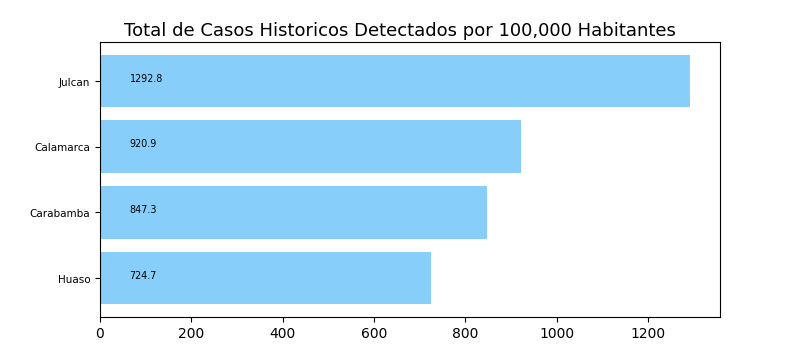 Total de Casos Historicos Detectados por 100,000 Habitantes
Julcan 1292.8
Calamarca 920.9
Carabamba 847.3
Huaso 724.7
0 200 400 600 800 1000 1200